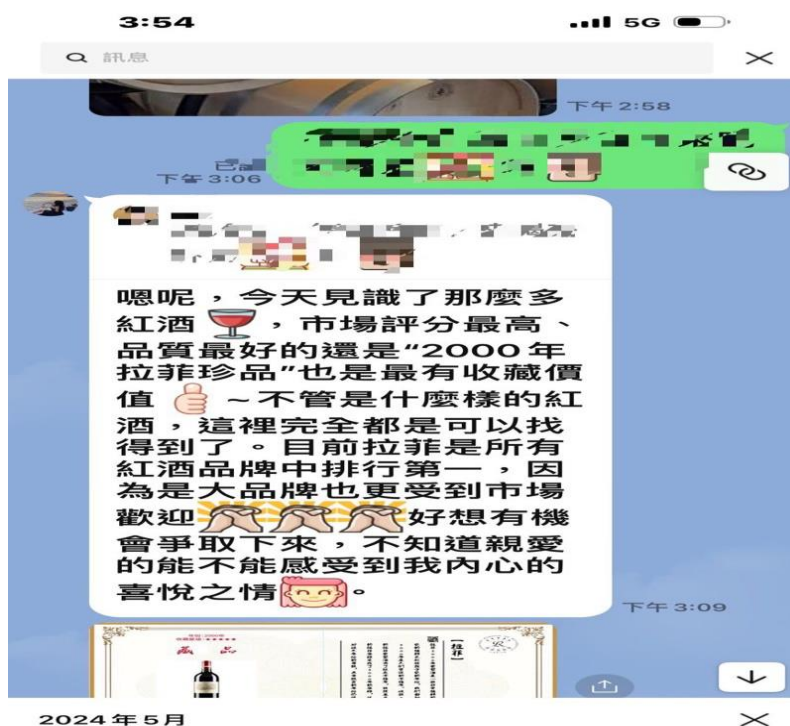 3:54
5G
訊息
下午 2:58
下午 3:06
嗯呢，今天見識了那麼多
紅酒🍷，市場評分最高、
品質最好的還是“2000年
拉菲珍品”也是最有收藏價
值👍～不管是什麼樣的紅
酒，這裡完全都是可以找
得到了。目前拉菲是所有
紅酒品牌中排行第一，因
為是大品牌也更受到市場
歡迎 好想有機
會爭取下來，不知道親愛
的能不能感受到我內心的
喜悅之情 。
下午 3:09
【拉菲】
2024年5月